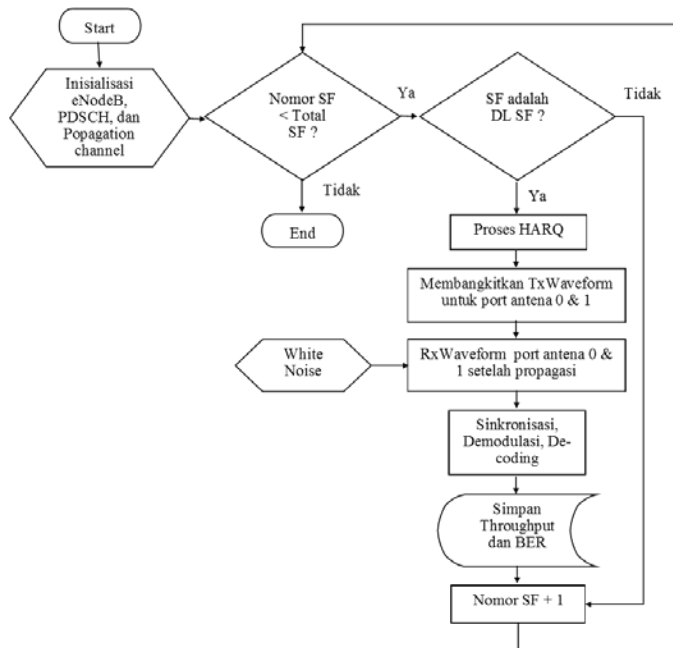 Start
Inisialisasi
eNodeB,
PDSCH, dan
Popagation
channel
Nomor SF
< Total
SF ?
Ya
SF adalah
DL SF ?
Tidak
Tidak
Ya
End
Proses HARQ
Membangkitkan TxWaveform
untuk port antena 0 & 1
White
Noise
RxWaveform port antena 0 &
1 setelah propagasi
Sinkronisasi,
Demodulasi, De-
coding
Simpan
Throughput
dan BER
Nomor SF + 1